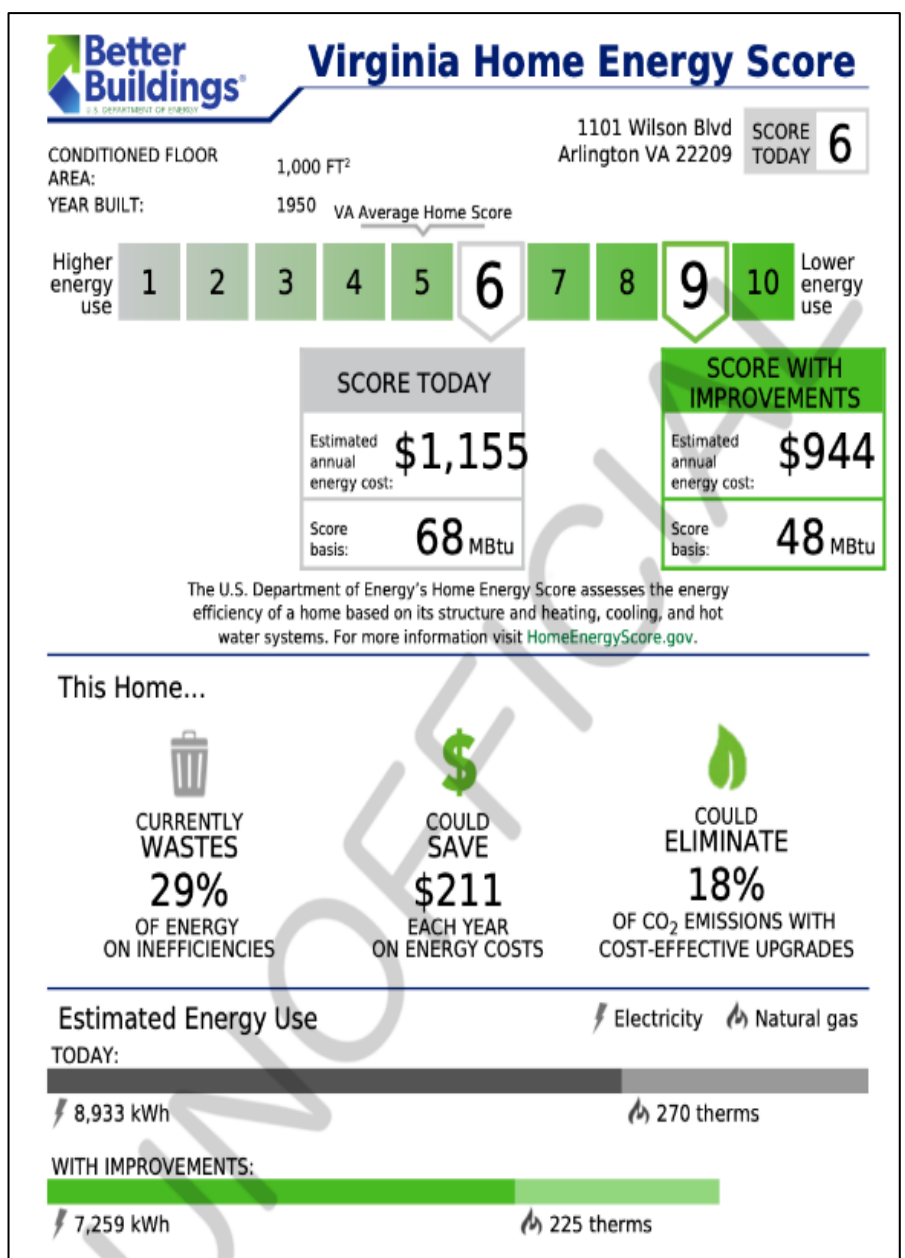 Better
Buildings®
U.S. DEPARTMENT OF ENERGY
Virginia Home Energy Score
1101 Wilson Blvd
Arlington VA 22209
SCORE
TODAY
6
CONDITIONED FLOOR
AREA:
1,000 FT²
YEAR BUILT:
1950
VA Average Home Score
Higher
energy
use
1 2 3 4 5 6 7 8 9 10
Lower
energy
use
SCORE TODAY
Estimated
annual
energy cost:
$1,155
Score
basis:
68 MBtu
SCORE WITH
IMPROVEMENTS
Estimated
annual
energy cost:
$944
Score
basis:
48 MBtu
The U.S. Department of Energy’s Home Energy Score assesses the energy
efficiency of a home based on its structure and heating, cooling, and hot
water systems. For more information visit HomeEnergyScore.gov.
This Home...
CURRENTLY
WASTES
29%
OF ENERGY
ON INEFFICIENCIES
COULD
SAVE
$211
EACH YEAR
ON ENERGY COSTS
COULD
ELIMINATE
18%
OF CO₂ EMISSIONS WITH
COST-EFFECTIVE UPGRADES
Estimated Energy Use
Electricity
Natural gas
TODAY:
8,933 kWh
270 therms
WITH IMPROVEMENTS:
7,259 kWh
225 therms
UNOFFICIAL